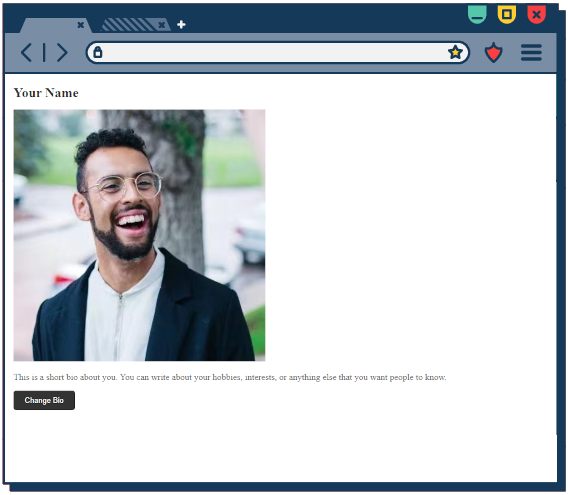 Your Name
This is a short bio about you. You can write about your hobbies, interests, or anything else that you want people to know.
Change Bio